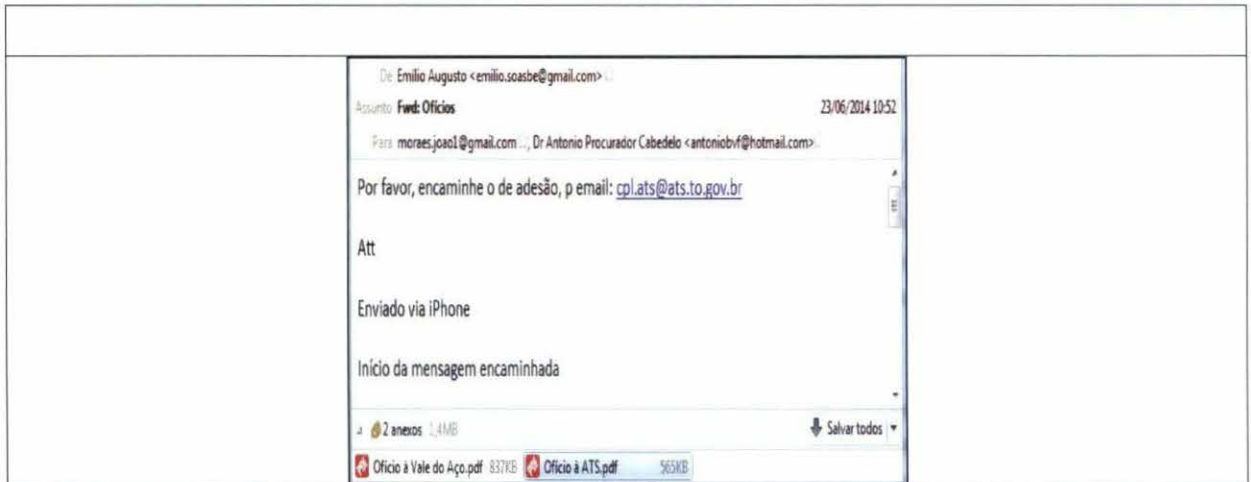 De Emilio Augusto <emilio.soasbe@gmail.com>
Assunto Fwd: Ofícios 23/06/2014 10:52
Para moraes.joao1@gmail.com, Dr Antonio Procurador Cabedelo <antoniobvf@hotmail.com>
Por favor, encaminhe o de adesão, p email: cpl.ats@ats.to.gov.br
Att
Enviado via iPhone
Início da mensagem encaminhada
2 anexos 1,4MB Salvar todos
Ofício à Vale do Aço.pdf 837KB Ofício à ATS.pdf 565KB